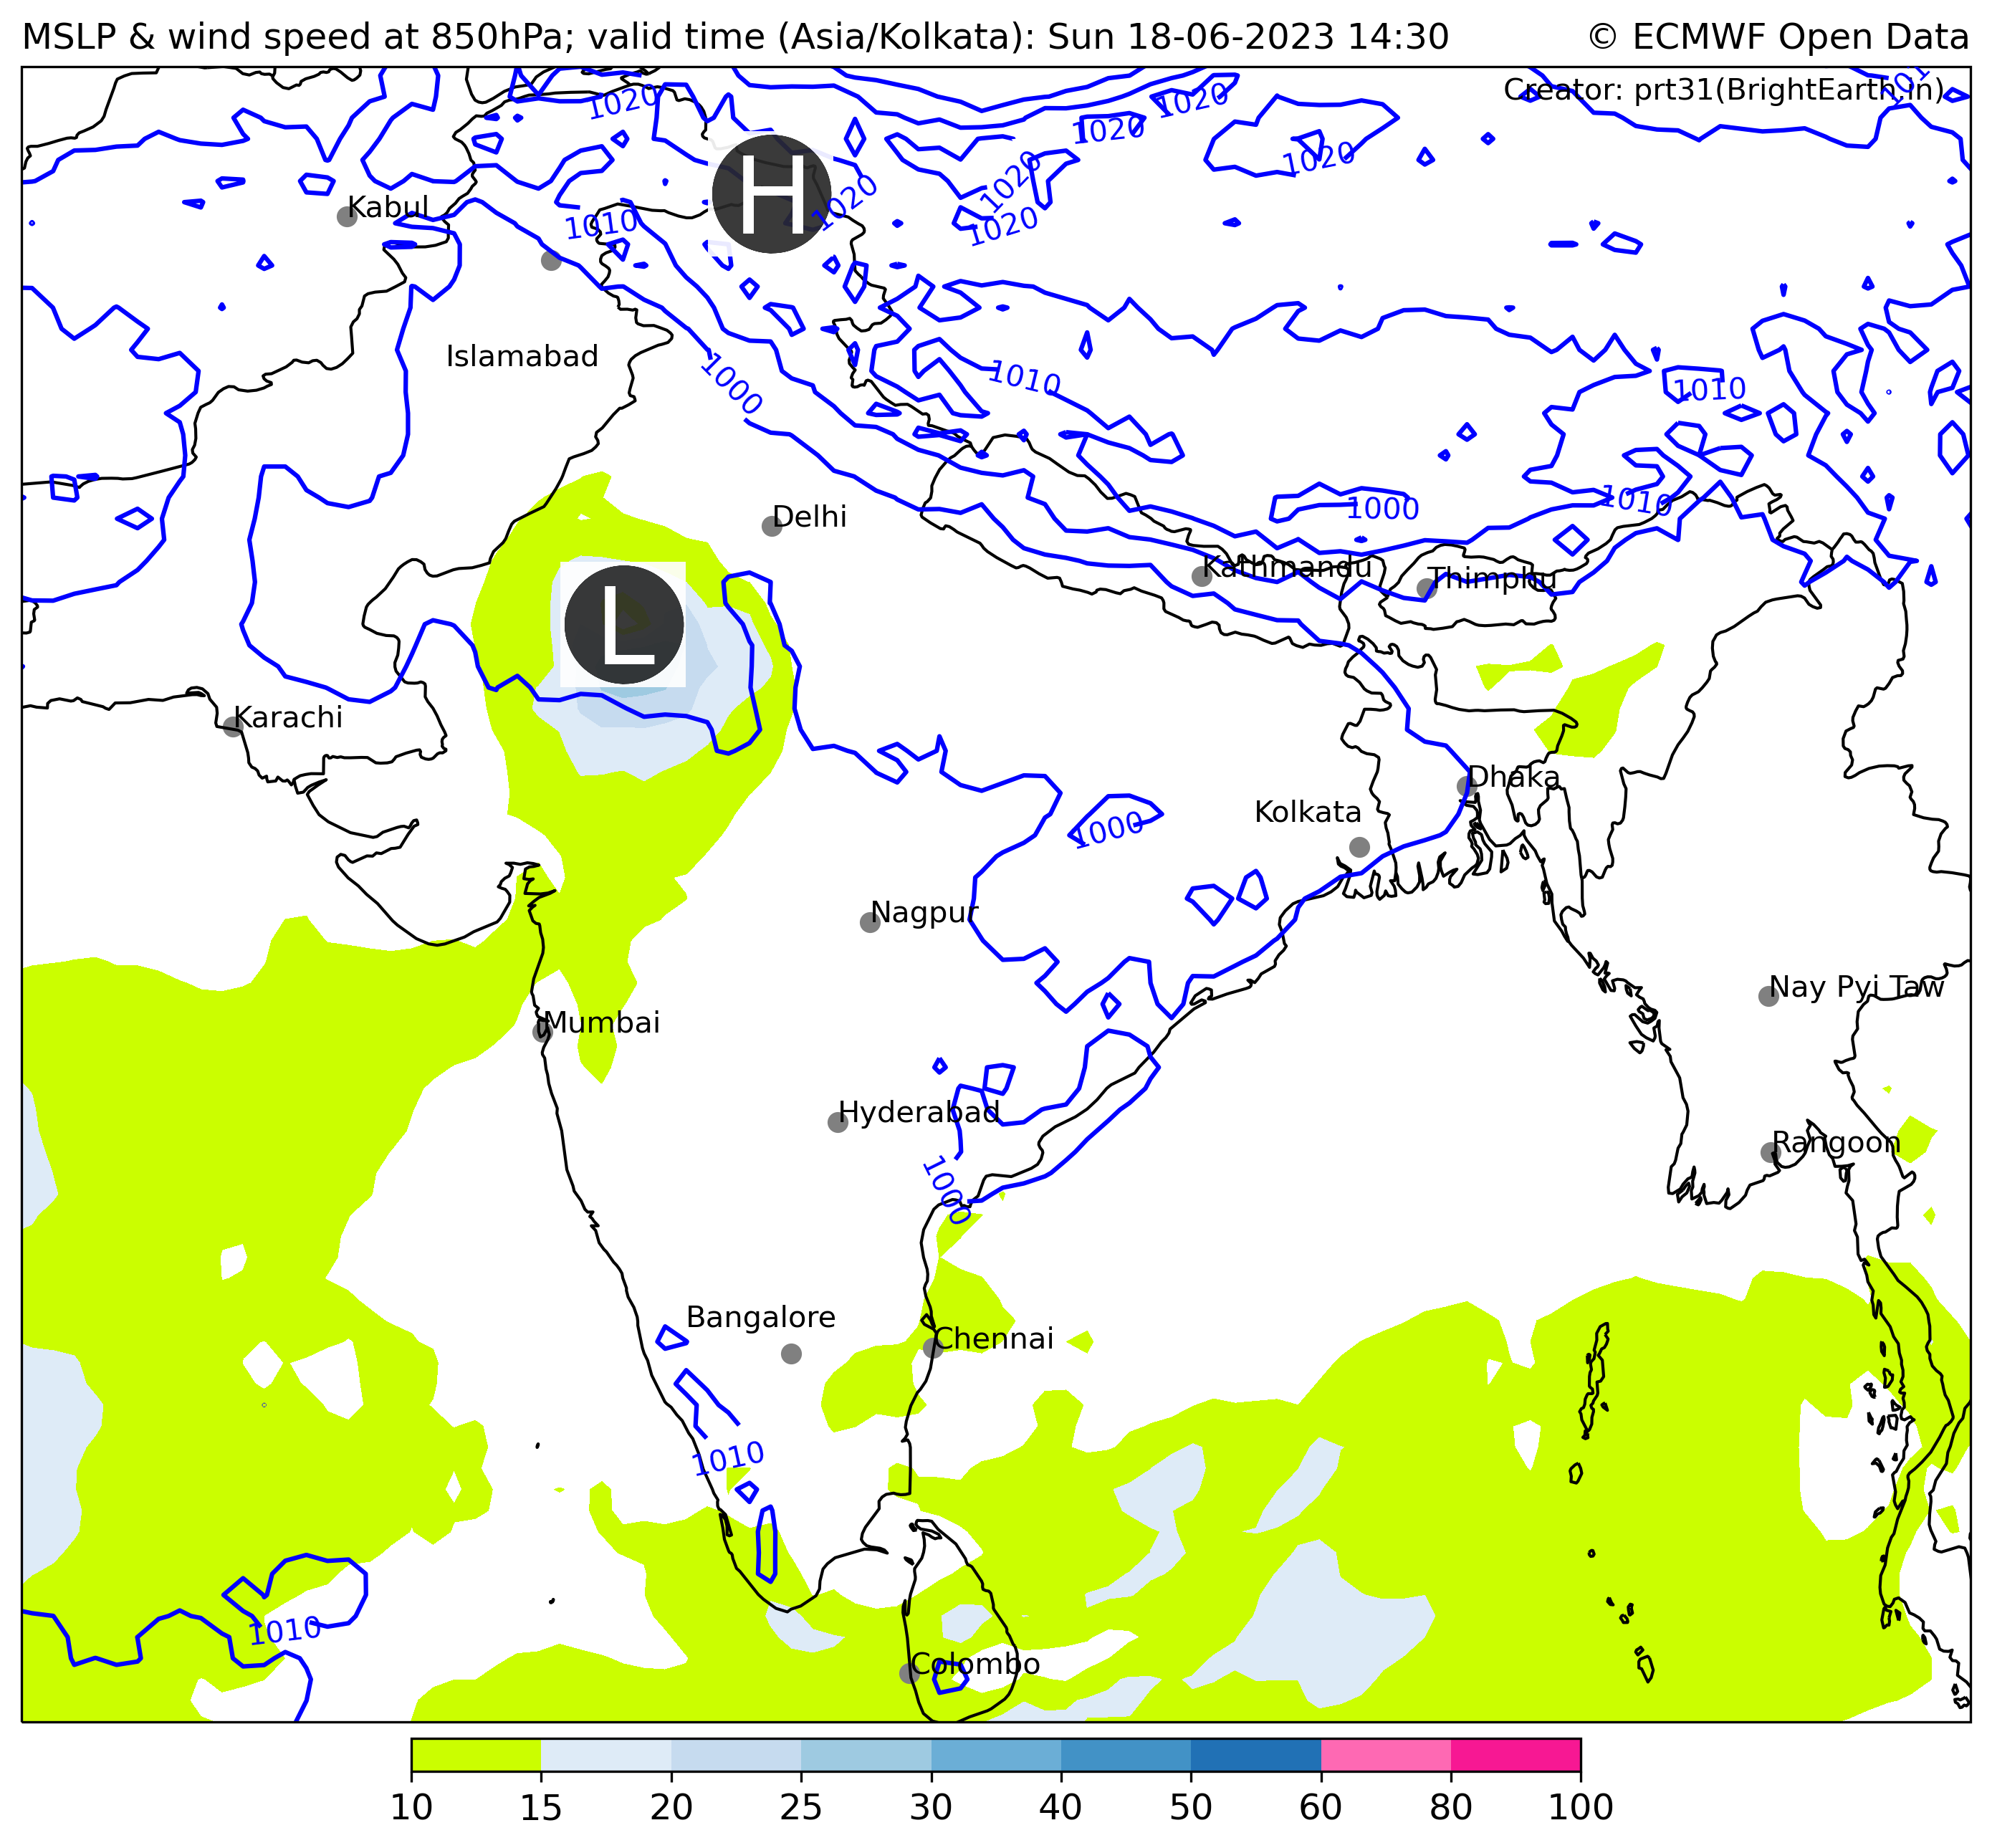 MSLP & wind speed at 850hPa; valid time (Asia/Kolkata): Sun 18-06-2023 14:30 © ECMWF Open Data
Creator: prt31(BrightEarth.in)
1020
1020
1020
1020
1020
1020
1020
H
Kabul
1010
Islamabad
1000
1010
1010
Delhi
1000
1010
Kathmandu
Thimphu
L
Karachi
Dhaka
Kolkata
1000
Nagpur
Nay Pyi Taw
Mumbai
Hyderabad
Rangoon
1000
Bangalore
Chennai
1010
1010
Colombo
10 15 20 25 30 40 50 60 80 100